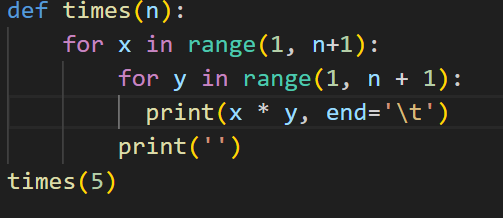 def times(n):
    for x in range(1, n+1):
        for y in range(1, n + 1):
          print(x * y, end='\t')
        print('')
times(5)